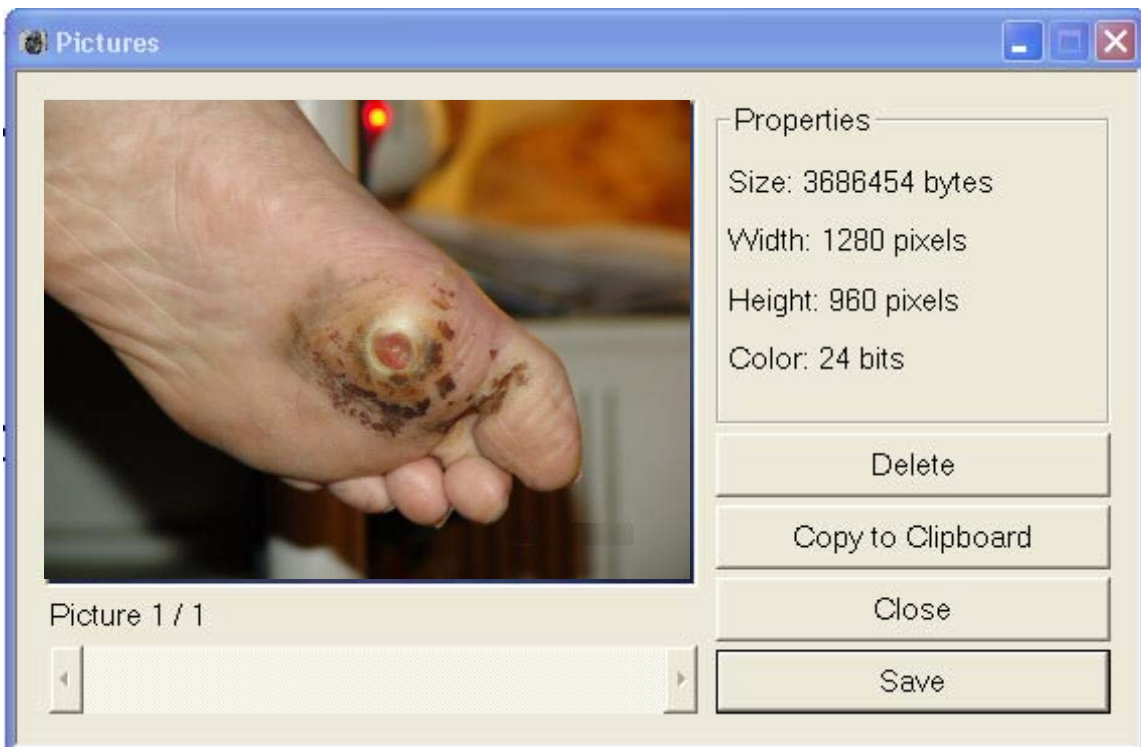 Pictures
Properties
Size: 3686454 bytes
Width: 1280 pixels
Height: 960 pixels
Color: 24 bits
Delete
Copy to Clipboard
Picture 1 / 1
Close
Save